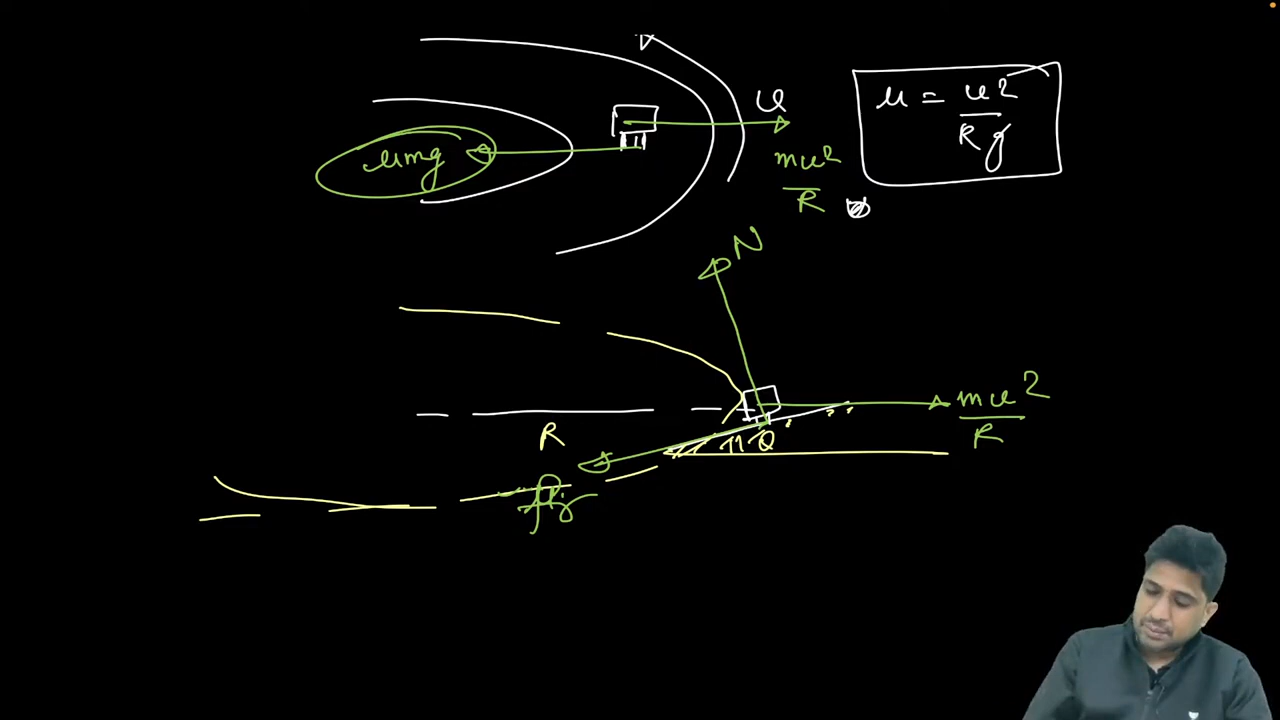 u
μmg
mu²
R
μ = u²
Rg
N
mu²
R
R
θ